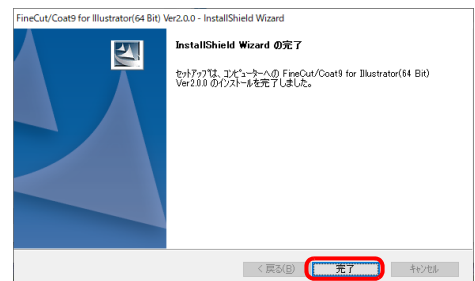 FineCut/Coat9 for Illustrator(64 Bit) Ver2.0.0 - InstallShield Wizard
InstallShield Wizard の完了
セットアップは、コンピューターへの FineCut/Coat9 for Illustrator(64 Bit)
Ver2.0.0 のインストールを完了しました。
< 戻る(B)
完了
キャンセル